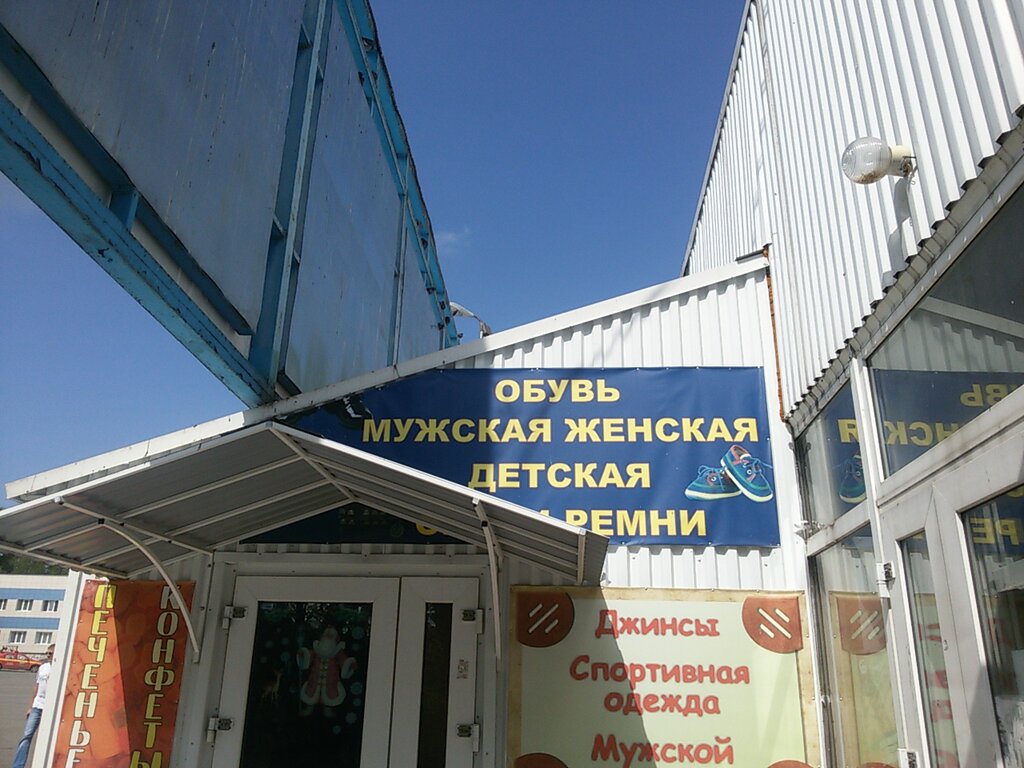 ОБУВЬ
МУЖСКАЯ ЖЕНСКАЯ
ДЕТСКАЯ
РЕМНИ
Джинсы
Спортивная
одежда
Мужской
ПЕЧЕНЬЕ
КОНФЕТЫ